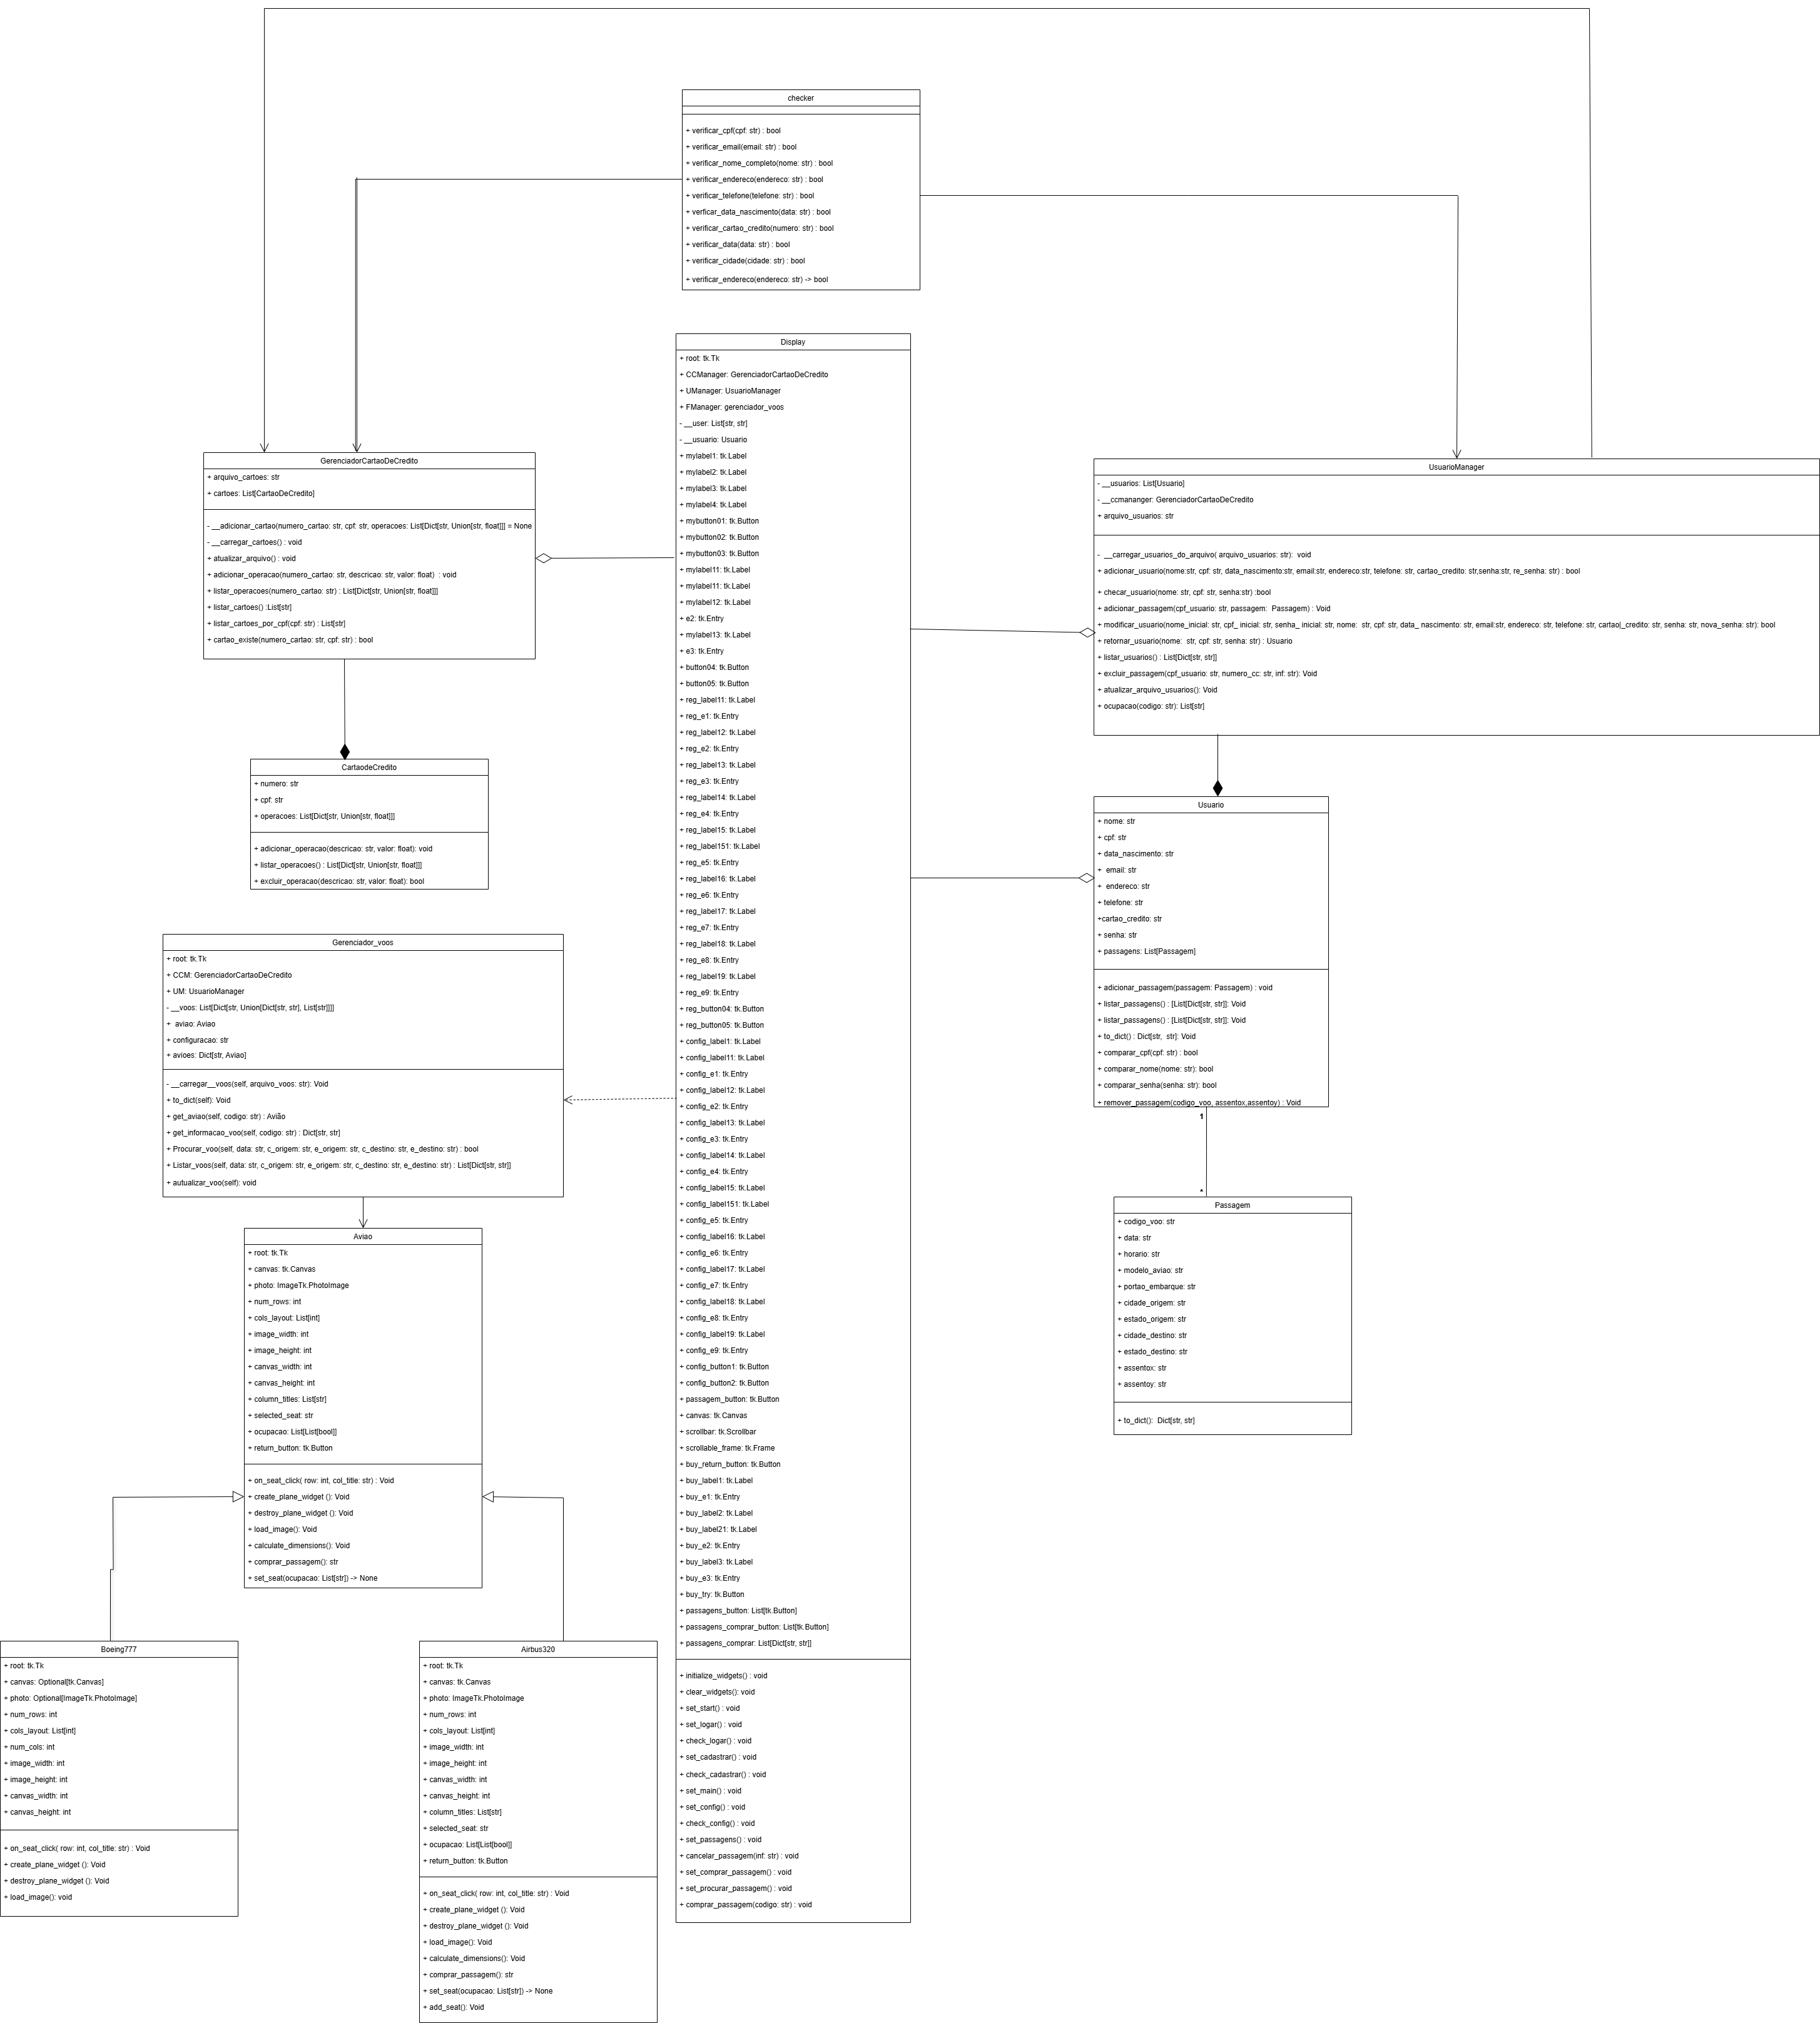 checker
+ verificar_cpf(cpf: str) : bool
+ verificar_email(email: str) : bool
+ verificar_nome_completo(nome: str) : bool
+ verificar_endereco(endereco: str) : bool
+ verificar_telefone(telefone: str) : bool
+ verficar_data_nascimento(data: str) : bool
+ verificar_cartao_credito(numero: str) : bool
+ verificar_data(data: str) : bool
+ verificar_cidade(cidade: str) : bool
+ verificar_endereco(endereco: str) -> bool
Display
+ root: tk.Tk
+ CCManager: GerenciadorCartaoDeCredito
+ UManager: UsuarioManager
+ FManager: gerenciador_voos
- __user: List[str, str]
- __usuario: Usuario
+ mylabel1: tk.Label
+ mylabel2: tk.Label
+ mylabel3: tk.Label
+ mylabel4: tk.Label
+ mybutton01: tk.Button
+ mybutton02: tk.Button
+ mybutton03: tk.Button
+ mylabel11: tk.Label
+ mylabel11: tk.Label
+ mylabel12: tk.Label
+ e2: tk.Entry
+ mylabel13: tk.Label
+ e3: tk.Entry
+ button04: tk.Button
+ button05: tk.Button
+ reg_label11: tk.Label
+ reg_e1: tk.Entry
+ reg_label12: tk.Label
+ reg_e2: tk.Entry
+ reg_label13: tk.Label
+ reg_e3: tk.Entry
+ reg_label14: tk.Label
+ reg_e4: tk.Entry
+ reg_label15: tk.Label
+ reg_label151: tk.Label
+ reg_e5: tk.Entry
+ reg_label16: tk.Label
+ reg_e6: tk.Entry
+ reg_label17: tk.Label
+ reg_e7: tk.Entry
+ reg_label18: tk.Label
+ reg_e8: tk.Entry
+ reg_label19: tk.Label
+ reg_e9: tk.Entry
+ reg_button04: tk.Button
+ reg_button05: tk.Button
+ config_label1: tk.Label
+ config_label11: tk.Label
+ config_e1: tk.Entry
+ config_label12: tk.Label
+ config_e2: tk.Entry
+ config_label13: tk.Label
+ config_e3: tk.Entry
+ config_label14: tk.Label
+ config_e4: tk.Entry
+ config_label15: tk.Label
+ config_label151: tk.Label
+ config_e5: tk.Entry
+ config_label16: tk.Label
+ config_e6: tk.Entry
+ config_label17: tk.Label
+ config_e7: tk.Entry
+ config_label18: tk.Label
+ config_e8: tk.Entry
+ config_label19: tk.Label
+ config_e9: tk.Entry
+ config_button1: tk.Button
+ config_button2: tk.Button
+ passagem_button: tk.Button
+ canvas: tk.Canvas
+ scrollbar: tk.Scrollbar
+ scrollable_frame: tk.Frame
+ buy_return_button: tk.Button
+ buy_label1: tk.Label
+ buy_e1: tk.Entry
+ buy_label2: tk.Label
+ buy_label21: tk.Label
+ buy_e2: tk.Entry
+ buy_label3: tk.Label
+ buy_e3: tk.Entry
+ buy_try: tk.Button
+ passagens_button: List[tk.Button]
+ passagens_comprar_button: List[tk.Button]
+ passagens_comprar: List[Dict[str, str]]
+ initialize_widgets() : void
+ clear_widgets(): void
+ set_start() : void
+ set_logar() : void
+ check_logar() : void
+ set_cadastrar() : void
+ check_cadastrar() : void
+ set_main() : void
+ set_config() : void
+ check_config() : void
+ set_passagens() : void
+ cancelar_passagem(inf: str) : void
+ set_comprar_passagem() : void
+ set_procurar_passagem() : void
+ comprar_passagem(codigo: str) : void
GerenciadorCartaoDeCredito
+ arquivo_cartoes: str
+ cartoes: List[CartaoDeCredito]
- __adicionar_cartao(numero_cartao: str, cpf: str, operacoes: List[Dict[str, Union[str, float]]] = None
- __carregar_cartoes() : void
+ atualizar_arquivo() : void
+ adicionar_operacao(numero_cartao: str, descricao: str, valor: float)  : void
+ listar_operacoes(numero_cartao: str) : List[Dict[str, Union[str, float]]]
+ listar_cartoes() :List[str]
+ listar_cartoes_por_cpf(cpf: str) : List[str]
+ cartao_existe(numero_cartao: str, cpf: str) : bool
CartaodeCredito
+ numero: str
+ cpf: str
+ operacoes: List[Dict[str, Union[str, float]]]
+ adicionar_operacao(descricao: str, valor: float): void
+ listar_operacoes() : List[Dict[str, Union[str, float]]]
+ excluir_operacao(descricao: str, valor: float): bool
UsuarioManager
- __usuarios: List[Usuario]
- __ccmananger: GerenciadorCartaoDeCredito
+ arquivo_usuarios: str
-  __carregar_usuarios_do_arquivo( arquivo_usuarios: str):  void
+ adicionar_usuario(nome:str, cpf: str, data_nascimento:str, email:str, endereco:str, telefone: str, cartao_credito: str,senha:str, re_senha: str) : bool
+ checar_usuario(nome: str, cpf: str, senha:str) :bool
+ adicionar_passagem(cpf_usuario: str, passagem:  Passagem) : Void
+ modificar_usuario(nome_inicial: str, cpf_ inicial: str, senha_ inicial: str, nome:  str, cpf: str, data_ nascimento: str, email:str, endereco: str, telefone: str, cartao|_credito: str, senha: str, nova_senha: str): bool
+ retornar_usuario(nome:  str, cpf: str, senha: str) : Usuario
+ listar_usuarios() : List[Dict[str, str]]
+ excluir_passagem(cpf_usuario: str, numero_cc: str, inf: str): Void
+ atualizar_arquivo_usuarios(): Void
+ ocupacao(codigo: str): List[str]
Usuario
+ nome: str
+ cpf: str
+ data_nascimento: str
+  email: str
+  endereco: str
+ telefone: str
+cartao_credito: str
+ senha: str
+ passagens: List[Passagem]
+ adicionar_passagem(passagem: Passagem) : void
+ listar_passagens() : [List[Dict[str, str]]: Void
+ listar_passagens() : [List[Dict[str, str]]: Void
+ to_dict() : Dict[str,  str]: Void
+ comparar_cpf(cpf: str) : bool
+ comparar_nome(nome: str): bool
+ comparar_senha(senha: str): bool
+ remover_passagem(codigo_voo, assentox,assentoy) : Void
1
*
Passagem
+ codigo_voo: str
+ data: str
+ horario: str
+ modelo_aviao: str
+ portao_embarque: str
+ cidade_origem: str
+ estado_origem: str
+ cidade_destino: str
+ estado_destino: str
+ assentox: str
+ assentoy: str
+ to_dict():  Dict[str, str]
Gerenciador_voos
+ root: tk.Tk
+ CCM: GerenciadorCartaoDeCredito
+ UM: UsuarioManager
- __voos: List[Dict[str, Union[Dict[str, str], List[str]]]]
+  aviao: Aviao
+ configuracao: str
+ avioes: Dict[str, Aviao]
- __carregar__voos(self, arquivo_voos: str): Void
+ to_dict(self): Void
+ get_aviao(self, codigo: str) : Avião
+ get_informacao_voo(self, codigo: str) : Dict[str, str]
+ Procurar_voo(self, data: str, c_origem: str, e_origem: str, c_destino: str, e_destino: str) : bool
+ Listar_voos(self, data: str, c_origem: str, e_origem: str, c_destino: str, e_destino: str) : List[Dict[str, str]]
+ autualizar_voo(self): void
Aviao
+ root: tk.Tk
+ canvas: tk.Canvas
+ photo: ImageTk.PhotoImage
+ num_rows: int
+ cols_layout: List[int]
+ image_width: int
+ image_height: int
+ canvas_width: int
+ canvas_height: int
+ column_titles: List[str]
+ selected_seat: str
+ ocupacao: List[List[bool]]
+ return_button: tk.Button
+ on_seat_click( row: int, col_title: str) : Void
+ create_plane_widget (): Void
+ destroy_plane_widget (): Void
+ load_image(): Void
+ calculate_dimensions(): Void
+ comprar_passagem(): str
+ set_seat(ocupacao: List[str]) -> None
Boeing777
+ root: tk.Tk
+ canvas: Optional[tk.Canvas]
+ photo: Optional[ImageTk.PhotoImage]
+ num_rows: int
+ cols_layout: List[int]
+ num_cols: int
+ image_width: int
+ image_height: int
+ canvas_width: int
+ canvas_height: int
+ on_seat_click( row: int, col_title: str) : Void
+ create_plane_widget (): Void
+ destroy_plane_widget (): Void
+ load_image(): void
Airbus320
+ root: tk.Tk
+ canvas: tk.Canvas
+ photo: ImageTk.PhotoImage
+ num_rows: int
+ cols_layout: List[int]
+ image_width: int
+ image_height: int
+ canvas_width: int
+ canvas_height: int
+ column_titles: List[str]
+ selected_seat: str
+ ocupacao: List[List[bool]]
+ return_button: tk.Button
+ on_seat_click( row: int, col_title: str) : Void
+ create_plane_widget (): Void
+ destroy_plane_widget (): Void
+ load_image(): Void
+ calculate_dimensions(): Void
+ comprar_passagem(): str
+ set_seat(ocupacao: List[str]) -> None
+ add_seat(): Void